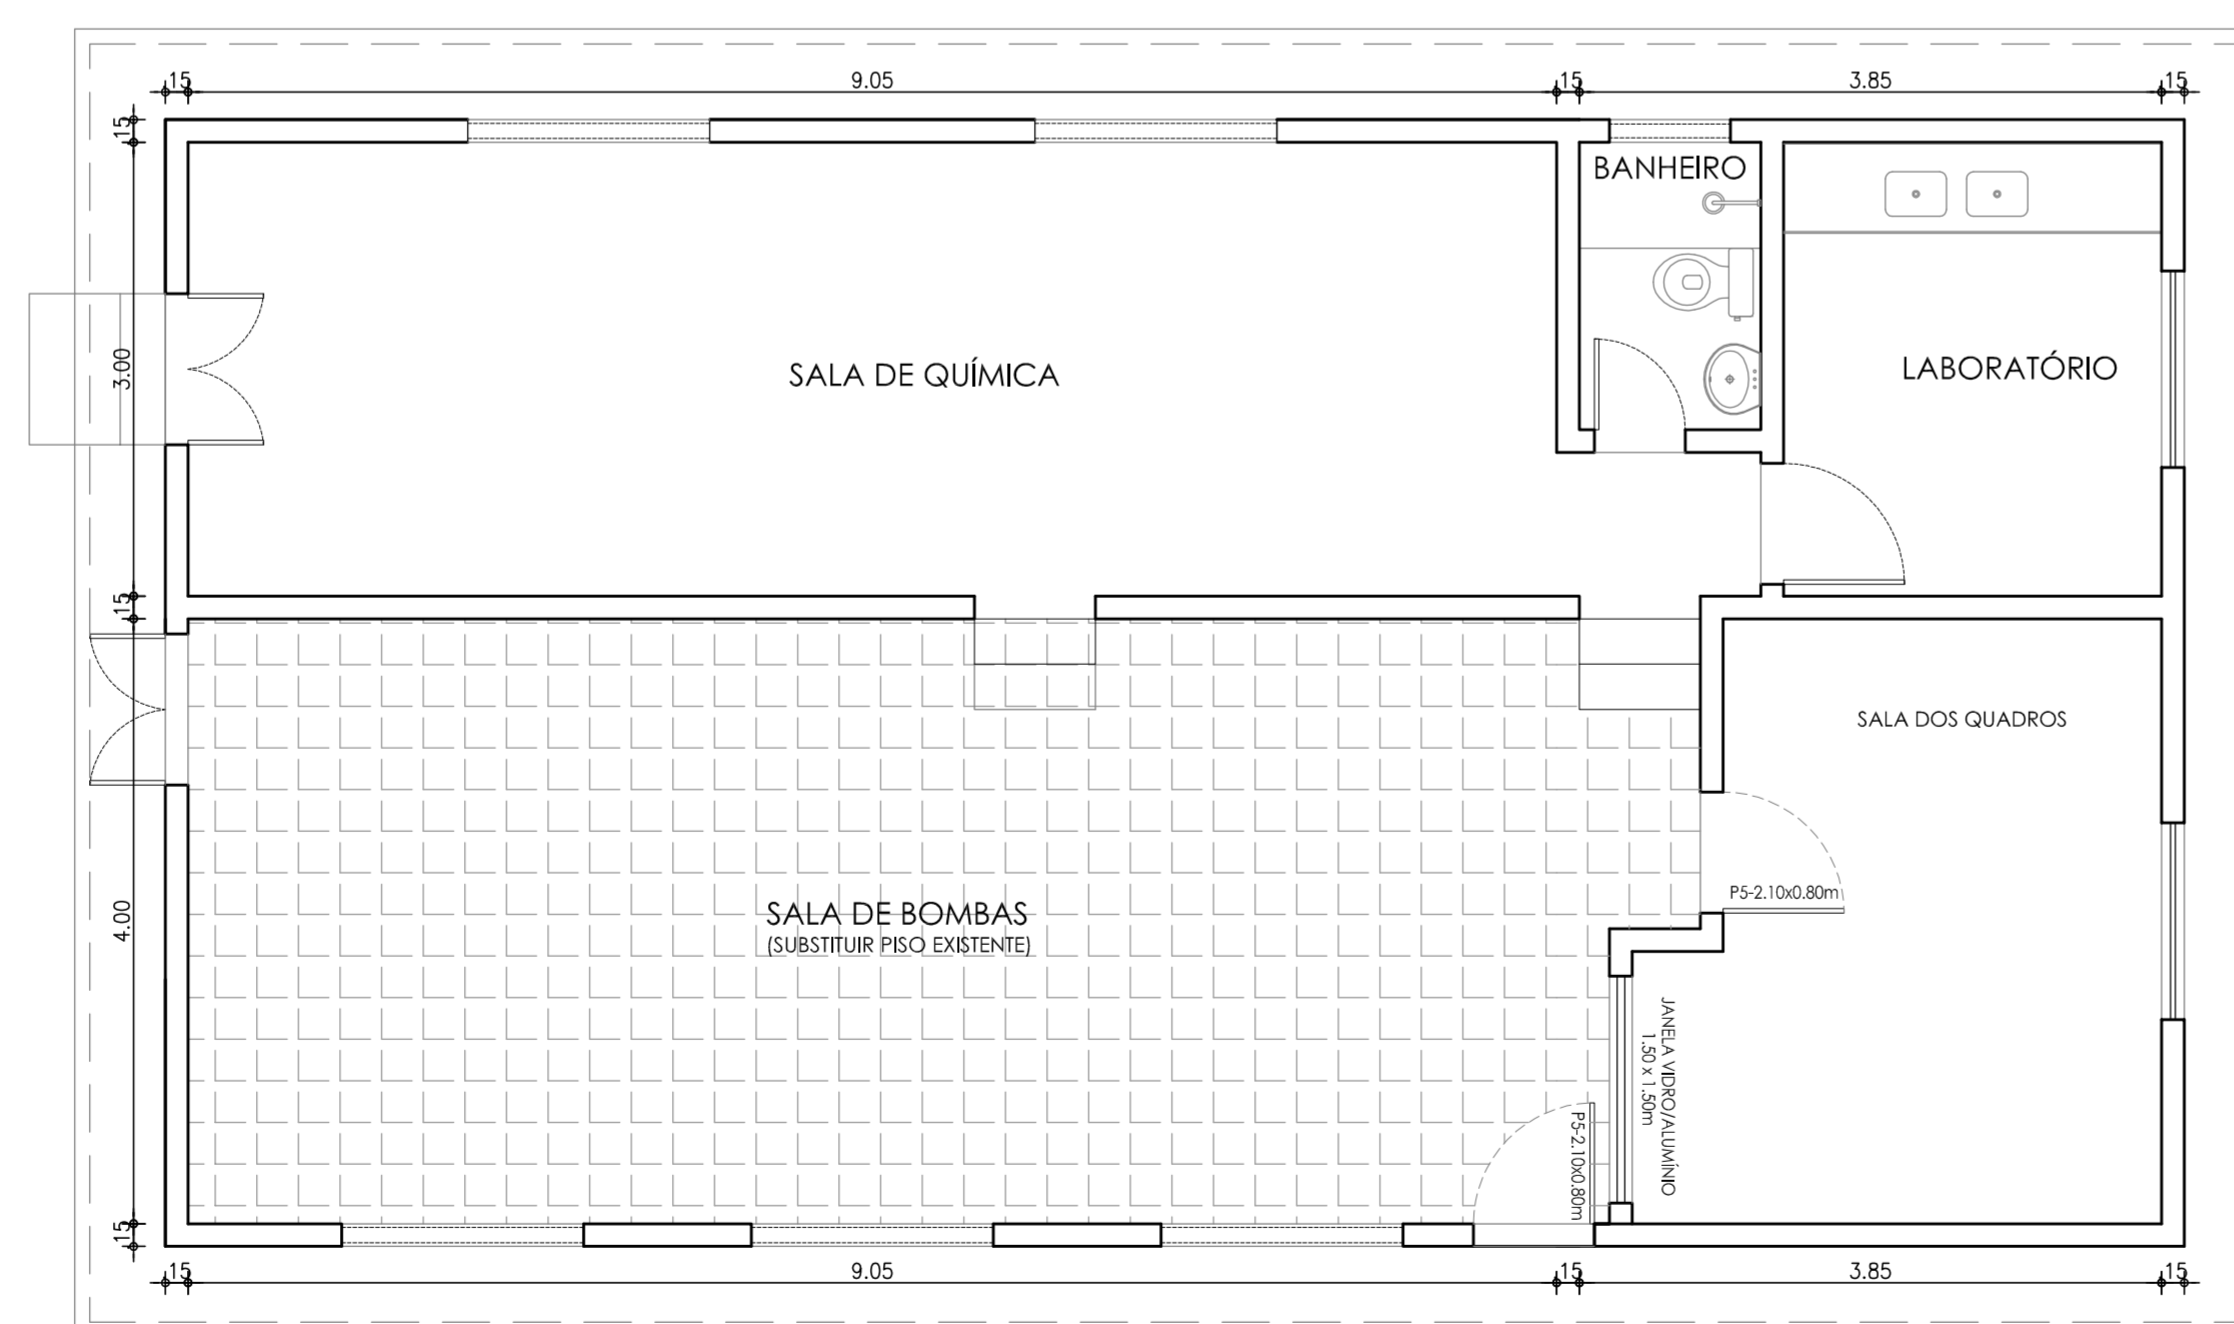 15 9.05 15 3.85 15
15
BANHEIRO
3.00
SALA DE QUÍMICA
LABORATÓRIO
15
SALA DOS QUADROS
P5-2.10x0.80m
4.00
SALA DE BOMBAS
(SUBSTITUIR PISO EXISTENTE)
JANELA VIDRO/ALUMÍNIO
1.50 x 1.50m
P5-2.10x0.80m
15
15 9.05 15 3.85 15